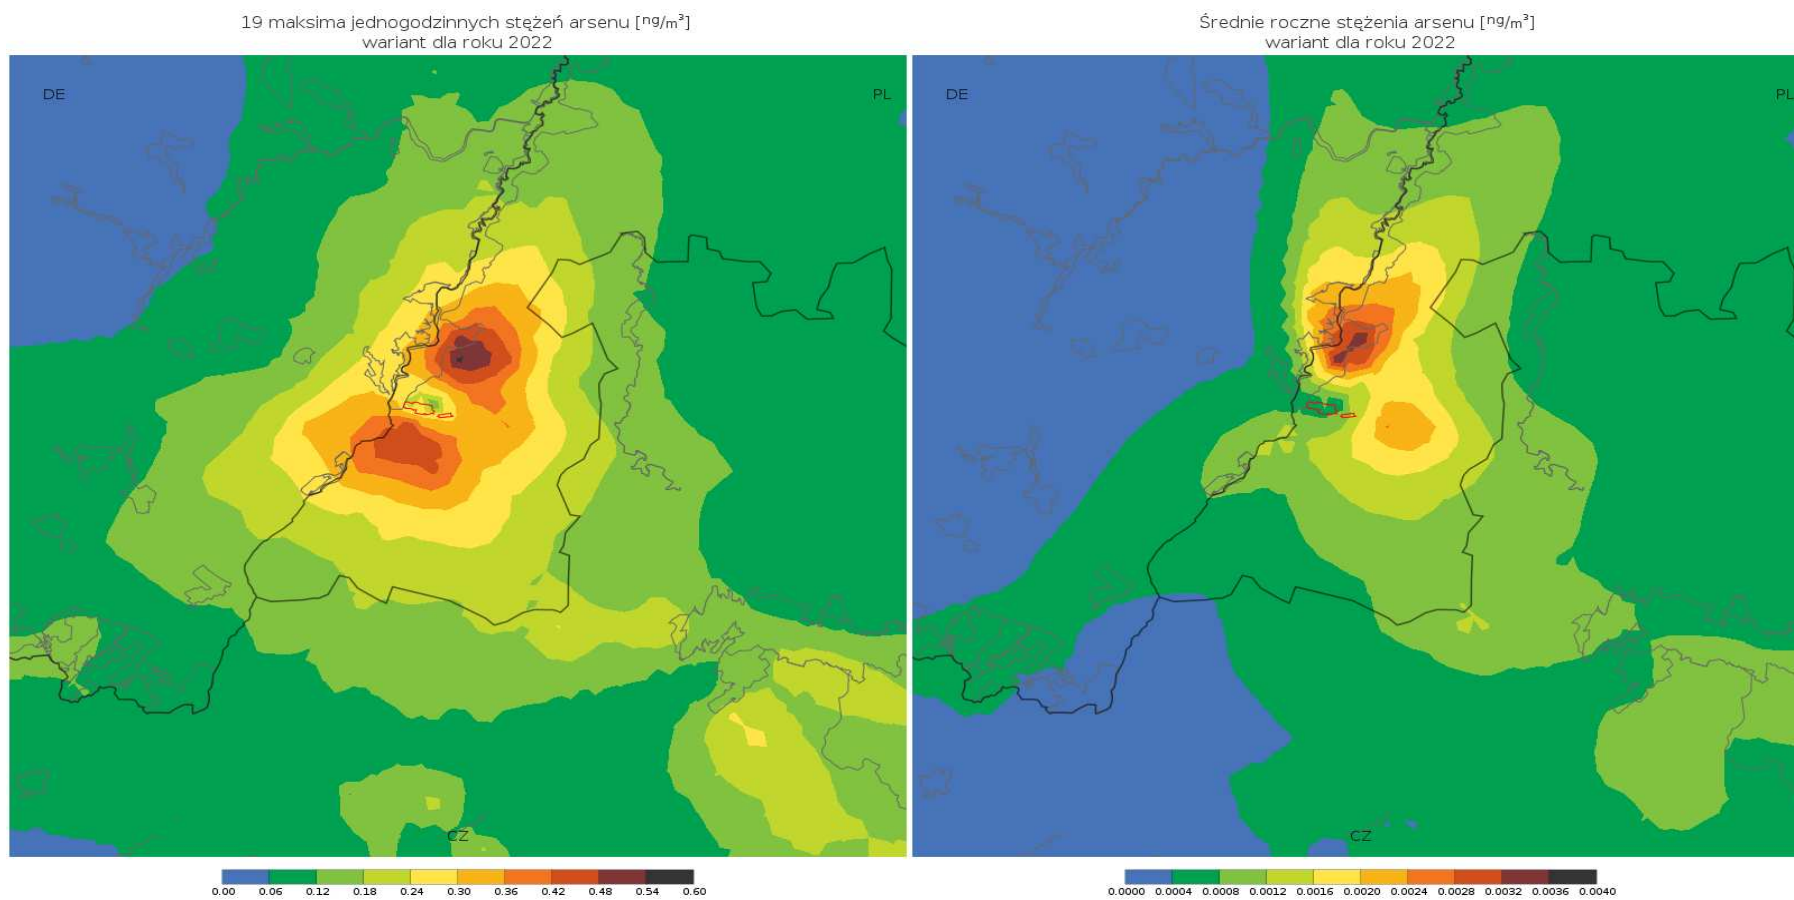 19 maksima jednogodzinnych stężeń arsenu [ng/m³]
wariant dla roku 2022
DE
PL
CZ
0.00 0.06 0.12 0.18 0.24 0.30 0.36 0.42 0.48 0.54 0.60
Średnie roczne stężenia arsenu [ng/m³]
wariant dla roku 2022
DE
PL
CZ
0.0000 0.0004 0.0008 0.0012 0.0016 0.0020 0.0024 0.0028 0.0032 0.0036 0.0040